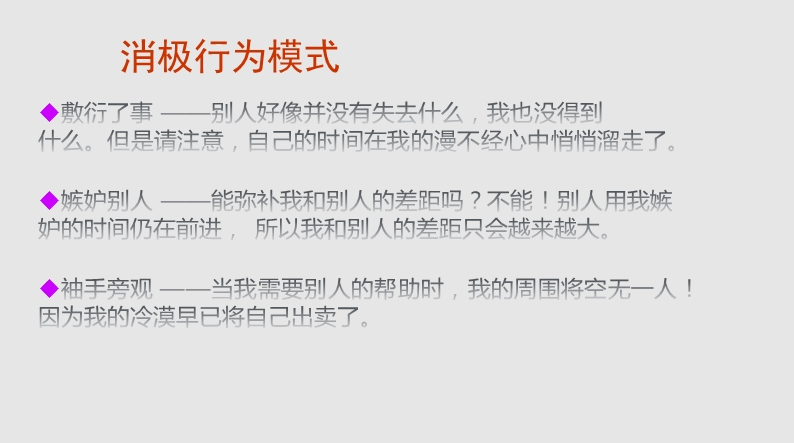 消极行为模式
◆敷衍了事 ——别人好像并没有失去什么，我也没得到
什么。但是请注意，自己的时间在我的漫不经心中悄悄溜走了。
◆嫉妒别人 ——能弥补我和别人的差距吗？不能！别人用我嫉
妒的时间仍在前进， 所以我和别人的差距只会越来越大。
◆袖手旁观 ——当我需要别人的帮助时，我的周围将空无一人！
因为我的冷漠早已将自己出卖了。